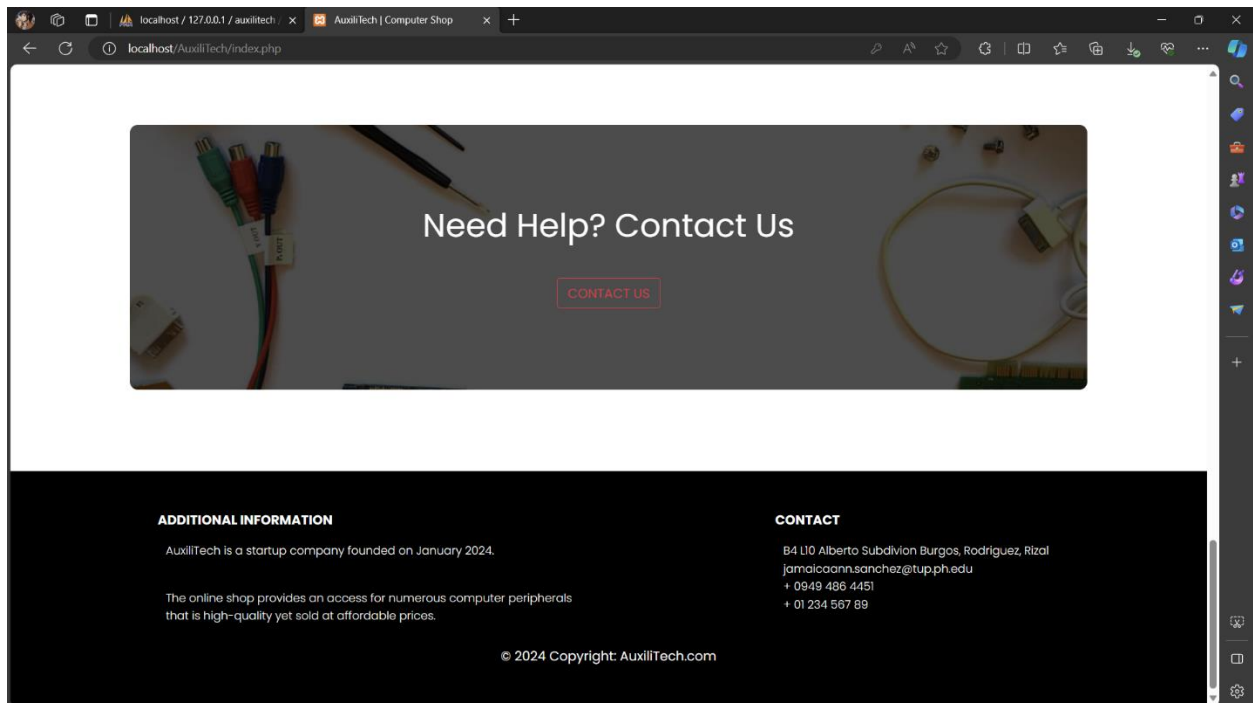 localhost / 127.0.0.1 / auxilitech /
AuxiliTech | Computer Shop
localhost/AuxiliTech/index.php
Need Help? Contact Us
CONTACT US
ADDITIONAL INFORMATION
AuxiliTech is a startup company founded on January 2024.
The online shop provides an access for numerous computer peripherals
that is high-quality yet sold at affordable prices.
CONTACT
B4 L10 Alberto Subdivion Burgos, Rodriguez, Rizal
jamaicaann.sanchez@tup.ph.edu
+ 0949 486 4451
+ 01 234 567 89
© 2024 Copyright: AuxiliTech.com